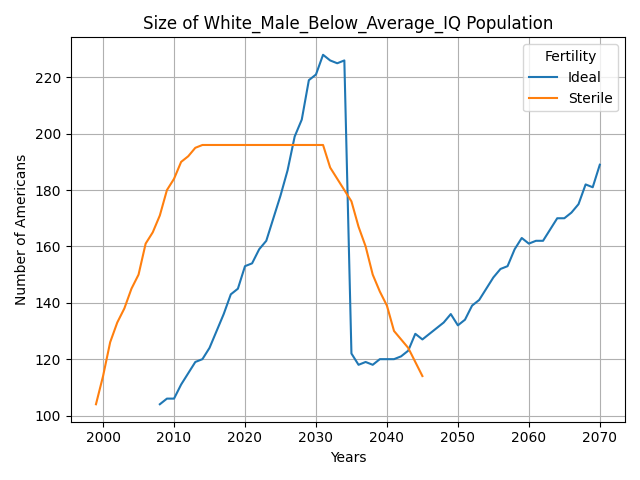 Size of White_Male_Below_Average_IQ Population
Fertility
Ideal
Sterile
Number of Americans
220
200
180
160
140
120
100
2000 2010 2020 2030 2040 2050 2060 2070
Years